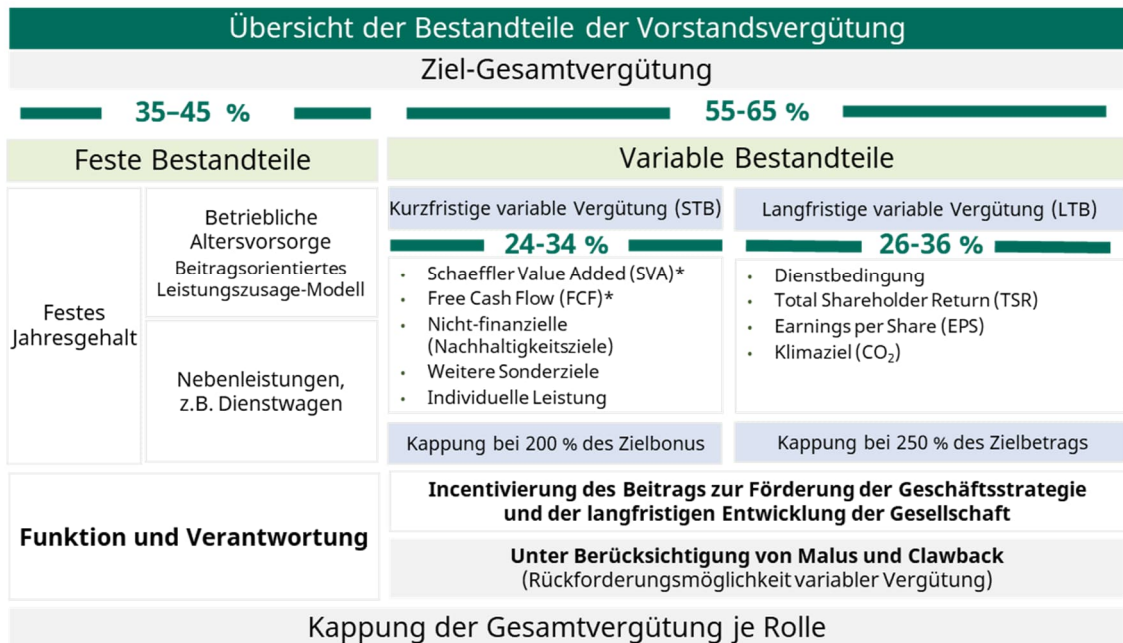 Übersicht der Bestandteile der Vorstandsvergütung
Ziel-Gesamtvergütung
35–45 %
55-65 %
Feste Bestandteile
Variable Bestandteile
Festes
Jahresgehalt
Betriebliche
Altersvorsorge
Beitragsorientiertes
Leistungszusage-Modell
Nebenleistungen,
z.B. Dienstwagen
Kurzfristige variable Vergütung (STB)
24-34 %
• Schaeffler Value Added (SVA)*
• Free Cash Flow (FCF)*
• Nicht-finanzielle
(Nachhaltigkeitsziele)
• Weitere Sonderziele
• Individuelle Leistung
Kappung bei 200 % des Zielbonus
Langfristige variable Vergütung (LTB)
26-36 %
• Dienstbedingung
• Total Shareholder Return (TSR)
• Earnings per Share (EPS)
• Klimaziel (CO₂)
Kappung bei 250 % des Zielbetrags
Funktion und Verantwortung
Incentivierung des Beitrags zur Förderung der Geschäftsstrategie
und der langfristigen Entwicklung der Gesellschaft
Unter Berücksichtigung von Malus und Clawback
(Rückforderungsmöglichkeit variabler Vergütung)
Kappung der Gesamtvergütung je Rolle